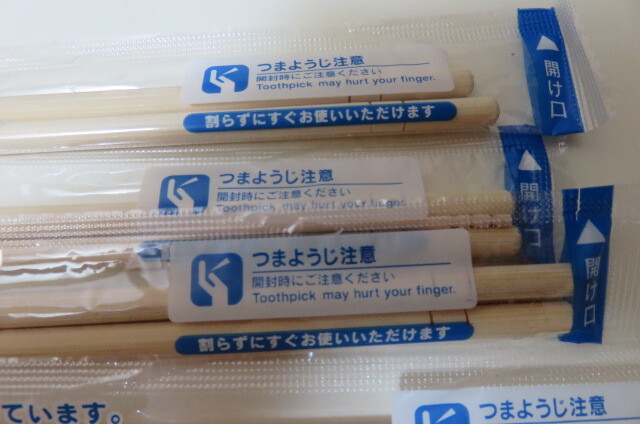 つまようじ注意
開封時にご注意ください
Toothpick may hurt your finger.
割らずにすぐお使いいただけます
開け口
つまようじ注意
開封時にご注意ください
Toothpick may hurt your finger.
開け口
つまようじ注意
開封時にご注意ください
Toothpick may hurt your finger.
割らずにすぐお使いいただけます
開け口
ています。
つまようじ注意